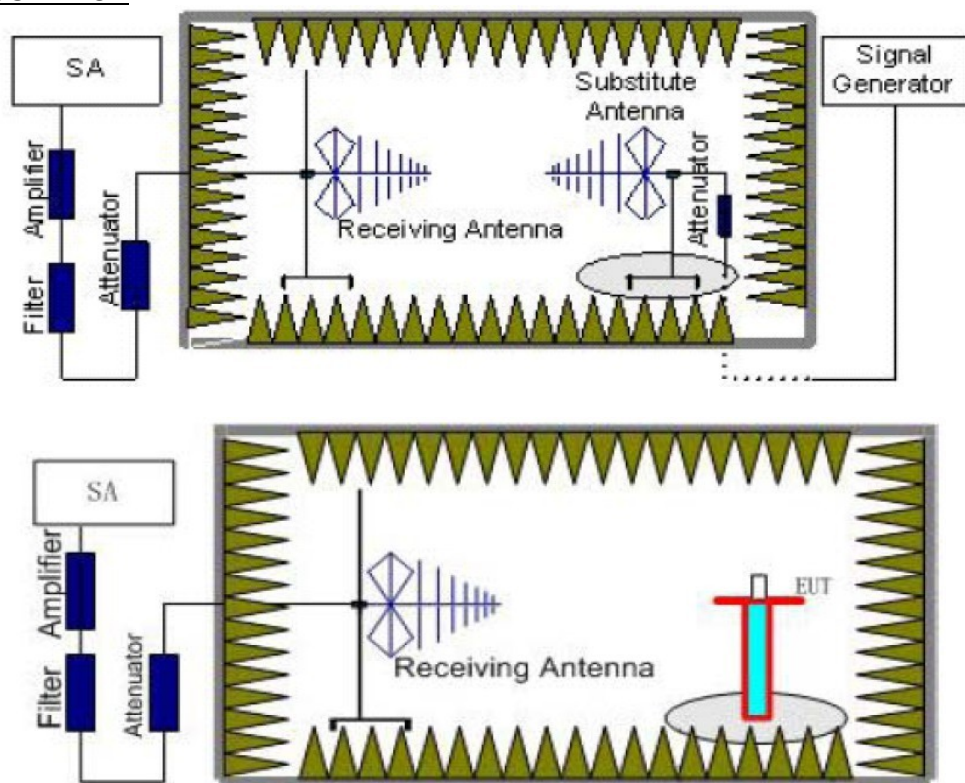 SA
Signal
Generator
Substitute
Antenna
Amplifier
Attenuator
Attenuator
Receiving Antenna
Filter
SA
Amplifier
EUT
Filter
Attenuator
Receiving Antenna